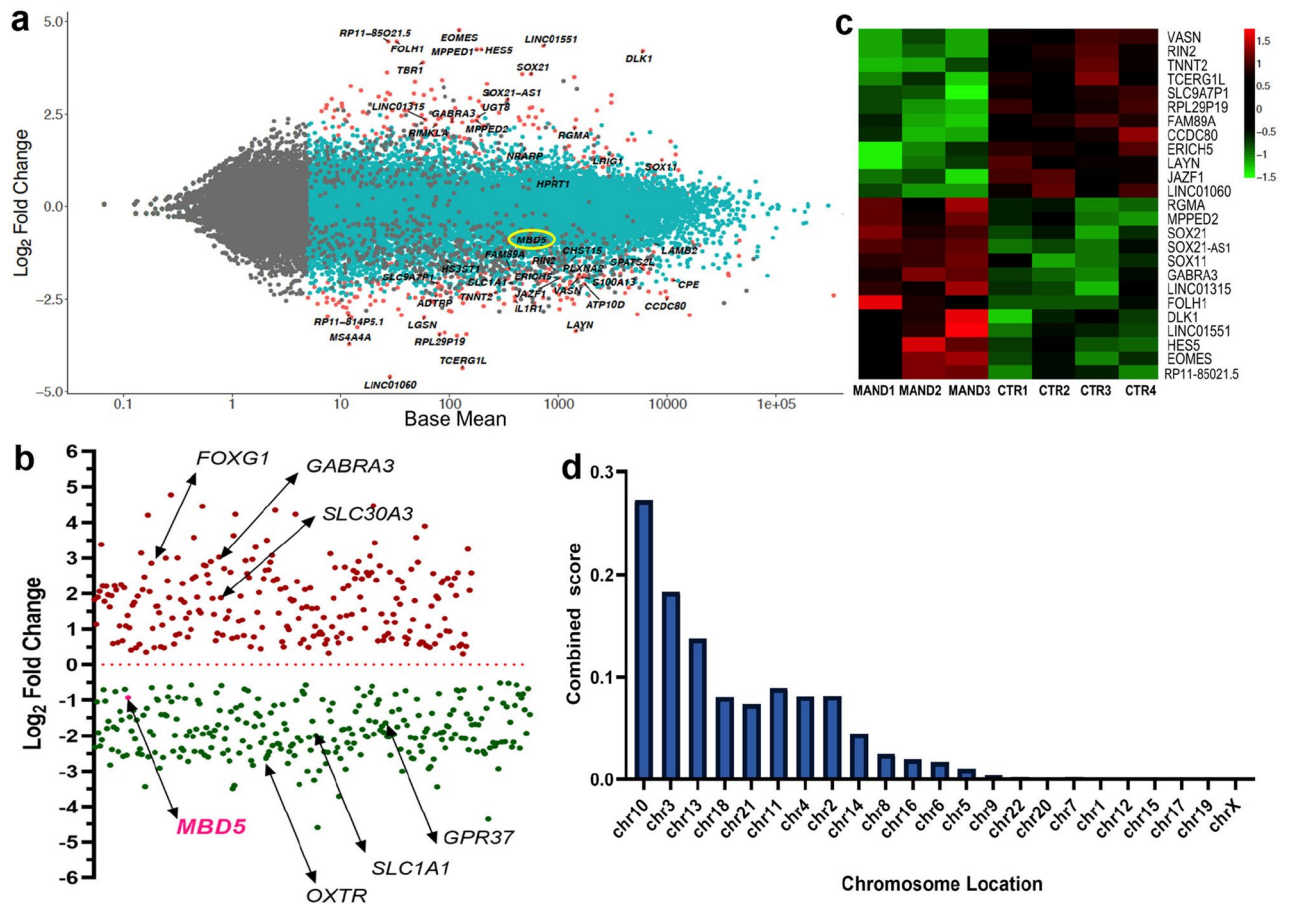 a
5.0
2.5
0.0
−2.5
−5.0
Log2 Fold Change
0.1 1 10 100 1000 10000 1e+05
Base Mean
RP11-85O21.5
FOLH1
EOMES
MPPED1
HES5
LINC01551
DLK1
TBR1
SOX21
SOX21-AS1
LINC01315
GABRA3
UGT8
RIMKLA
MPPED2
RGMA
NRARP
LRIG1
SOX11
HPRT1
MBD5
CHST15
LAMB2
FAM89A
RIN2
SPATS2L
HS3ST1
PLXNA2
SLC9A7P1
SLC1A1
ERICH5
S100A13
CPE
JAZF1
VASN
TNNT2
ADTRP
IL1R1
ATP10D
CCDC80
RP11-814P5.1
LGSN
LAYN
MS4A4A
RPL29P19
TCERG1L
LINC01060
c
VASN
RIN2
TNNT2
TCERG1L
SLC9A7P1
RPL29P19
FAM89A
CCDC80
ERICH5
LAYN
JAZF1
LINC01060
RGMA
MPPED2
SOX21
SOX21-AS1
SOX11
GABRA3
LINC01315
FOLH1
DLK1
LINC01551
HES5
EOMES
RP11-85021.5
MAND1 MAND2 MAND3 CTR1 CTR2 CTR3 CTR4
1.5
1
0.5
0
−0.5
−1
−1.5
b
6
5
4
3
2
1
0
-1
-2
-3
-4
-5
-6
Log2 Fold Change
FOXG1
GABRA3
SLC30A3
MBD5
GPR37
SLC1A1
OXTR
d
0.3
0.2
0.1
0.0
Combined score
chr10 chr3 chr13 chr18 chr21 chr11 chr4 chr2 chr14 chr8 chr16 chr6 chr5 chr9 chr22 chr20 chr7 chr1 chr12 chr15 chr17 chr19 chrX
Chromosome Location